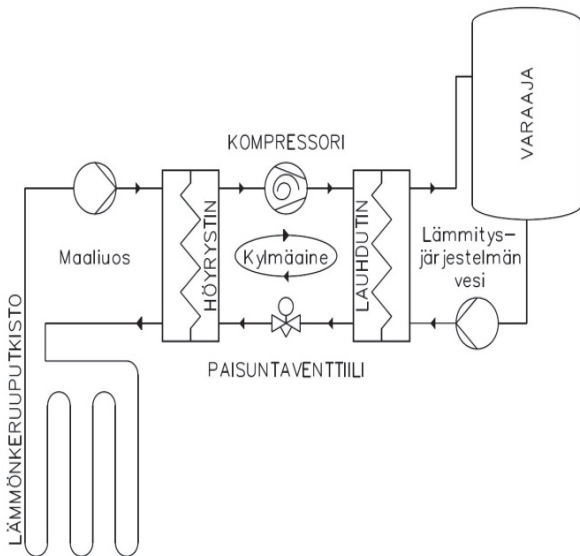 VARAAJA
KOMPRESSORI
HÖYRYSTIN
LAUHDUTIN
Maaliuos
Kylmäaine
Lämmitys-
järjestelmän
vesi
PAISUNTAVENTTIILI
LÄMMÖNKERUUPUTKISTO